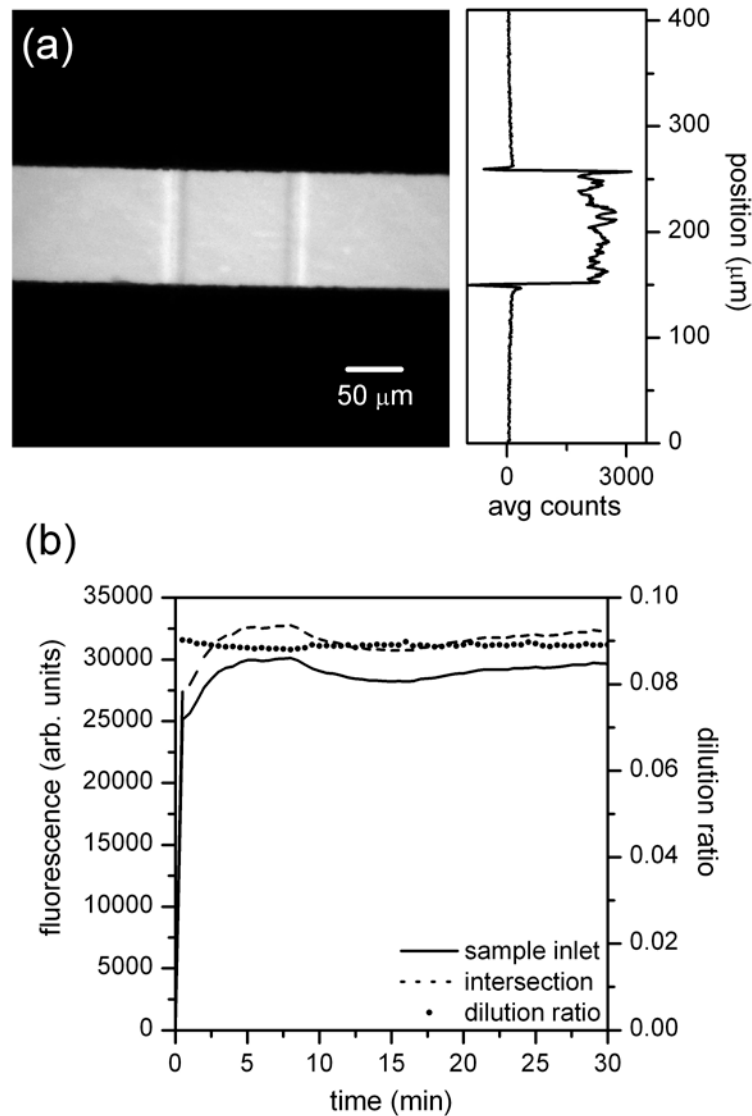 (a)
50 μm
400
300
200
100
0
position (μm)
0 3000
avg counts
(b)
35000
30000
25000
20000
15000
10000
5000
0
fluorescence (arb. units)
0.10
0.08
0.06
0.04
0.02
0.00
dilution ratio
sample inlet
intersection
dilution ratio
0 5 10 15 20 25 30
time (min)